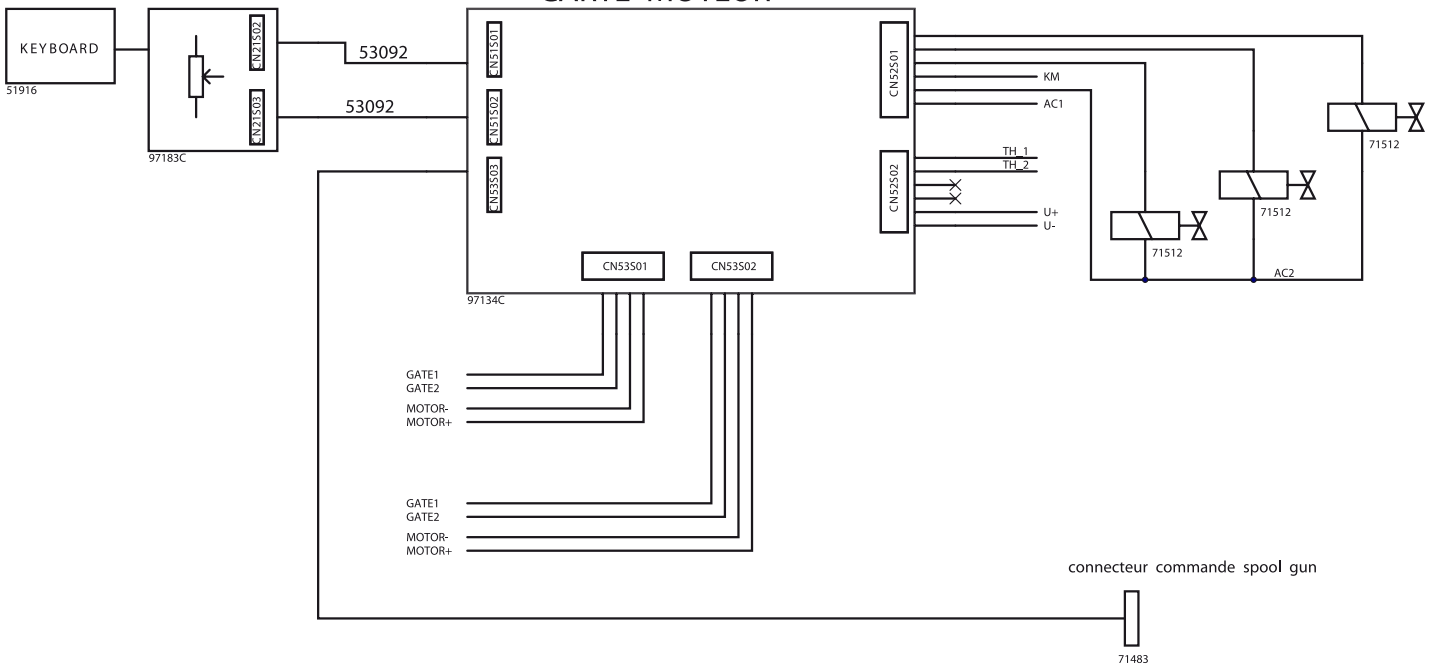 KEYBOARD
51916
CN21S02
CN21S03
97183C
53092
53092
CN51S01
CN51S02
CN53S03
CN52S01
CN52S02
CN53S01
CN53S02
97134C
KM
AC1
TH_1
TH_2
U+
U-
71512
71512
71512
AC2
GATE1
GATE2
MOTOR-
MOTOR+
GATE1
GATE2
MOTOR-
MOTOR+
connecteur commande spool gun
71483